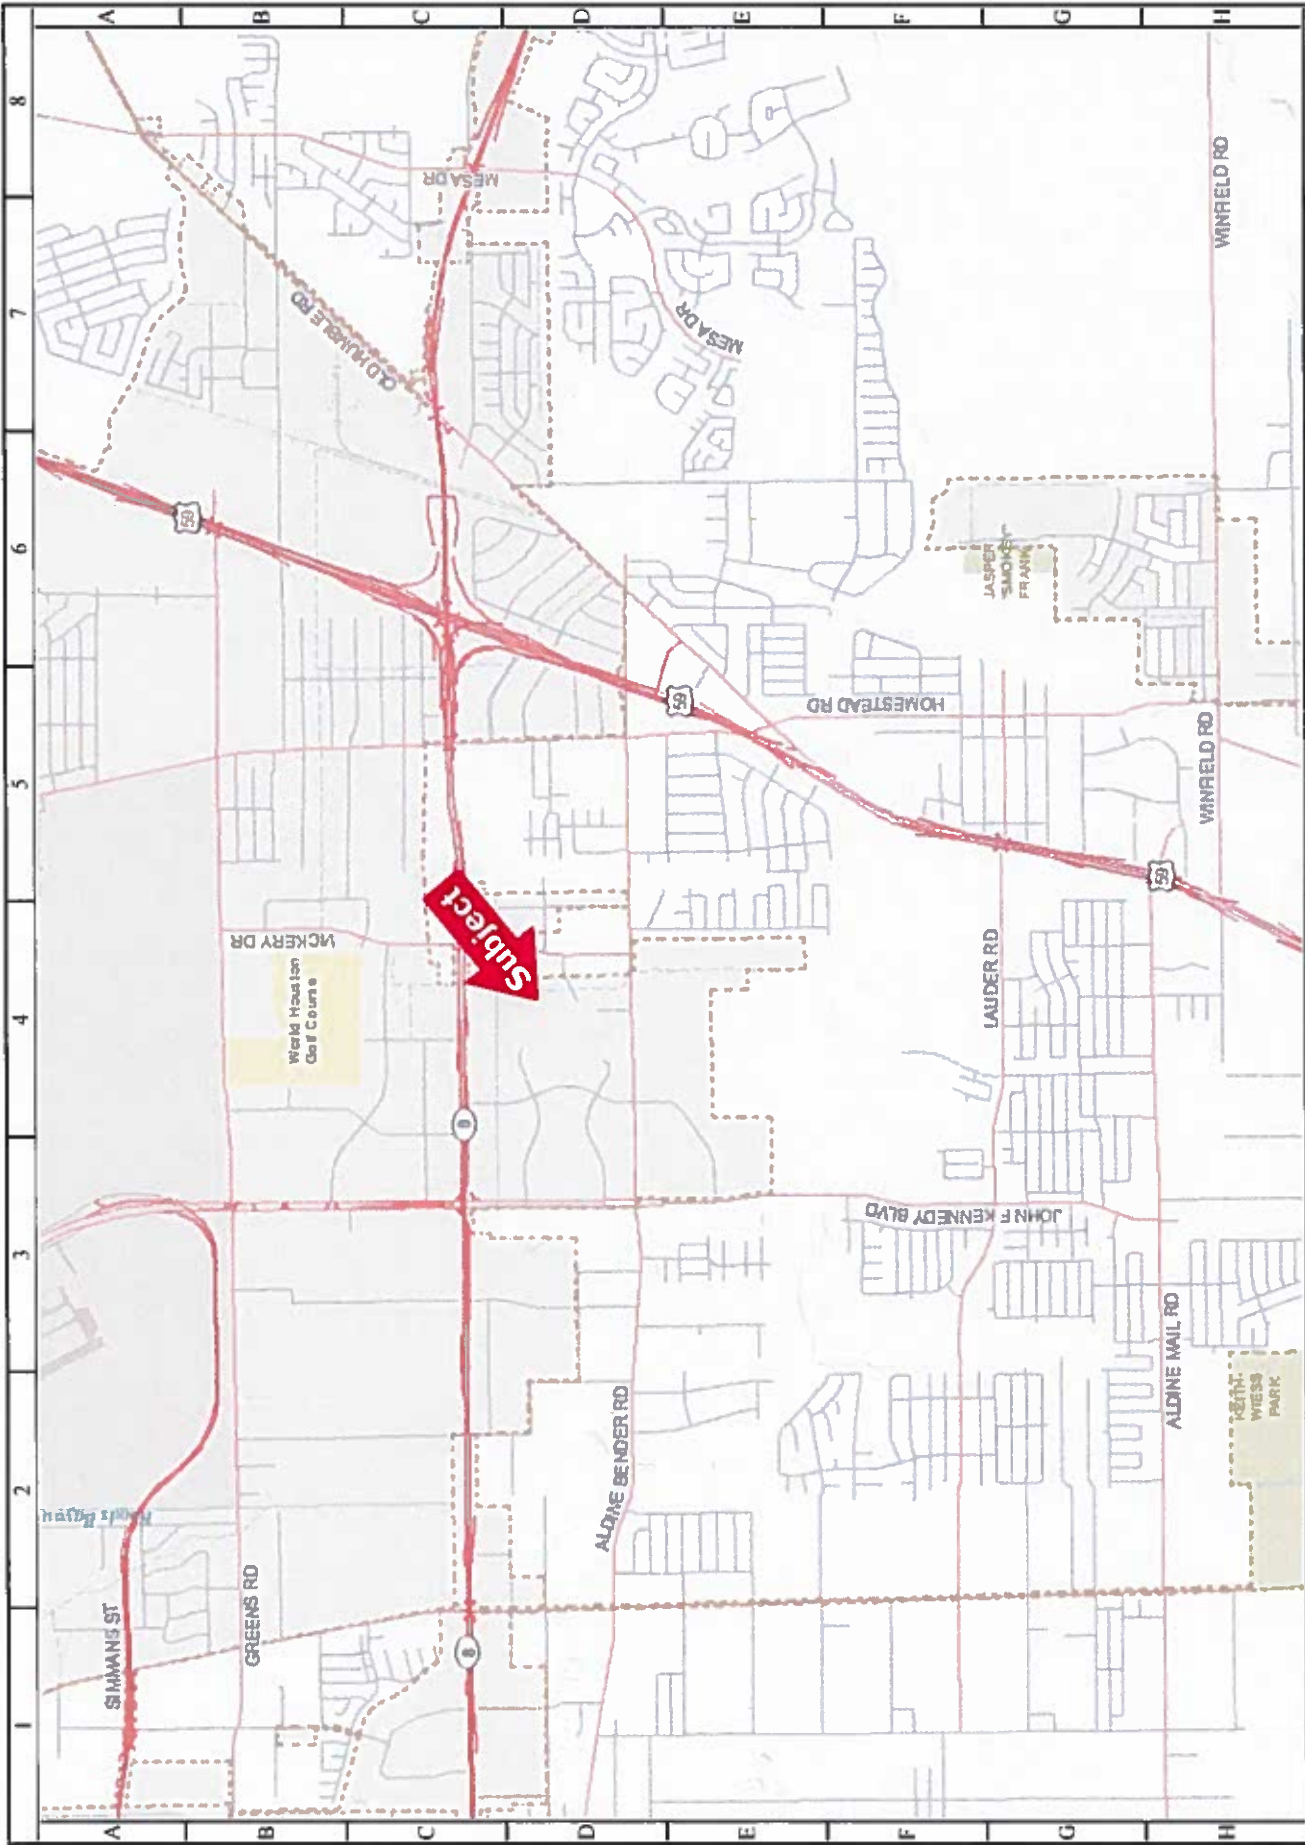 1
2
3
4
5
6
7
8
A
B
C
D
E
F
G
H
A
B
C
D
E
F
G
H
SIMMANS ST
GREENS RD
59
OLD HUMBLE RD
MESA DR
VICKERY DR
World Houston
Golf Course
8
8
Subject
MESA DR
ALDINE BENDER RD
59
HOMESTEAD RD
JOHN F KENNEDY BLVD
LAUDER RD
JASPER
"SMOKEY"
FRANK
59
ALDINE MAIL RD
WINFIELD RD
WINFIELD RD
KEITH-
WIESS
PARK